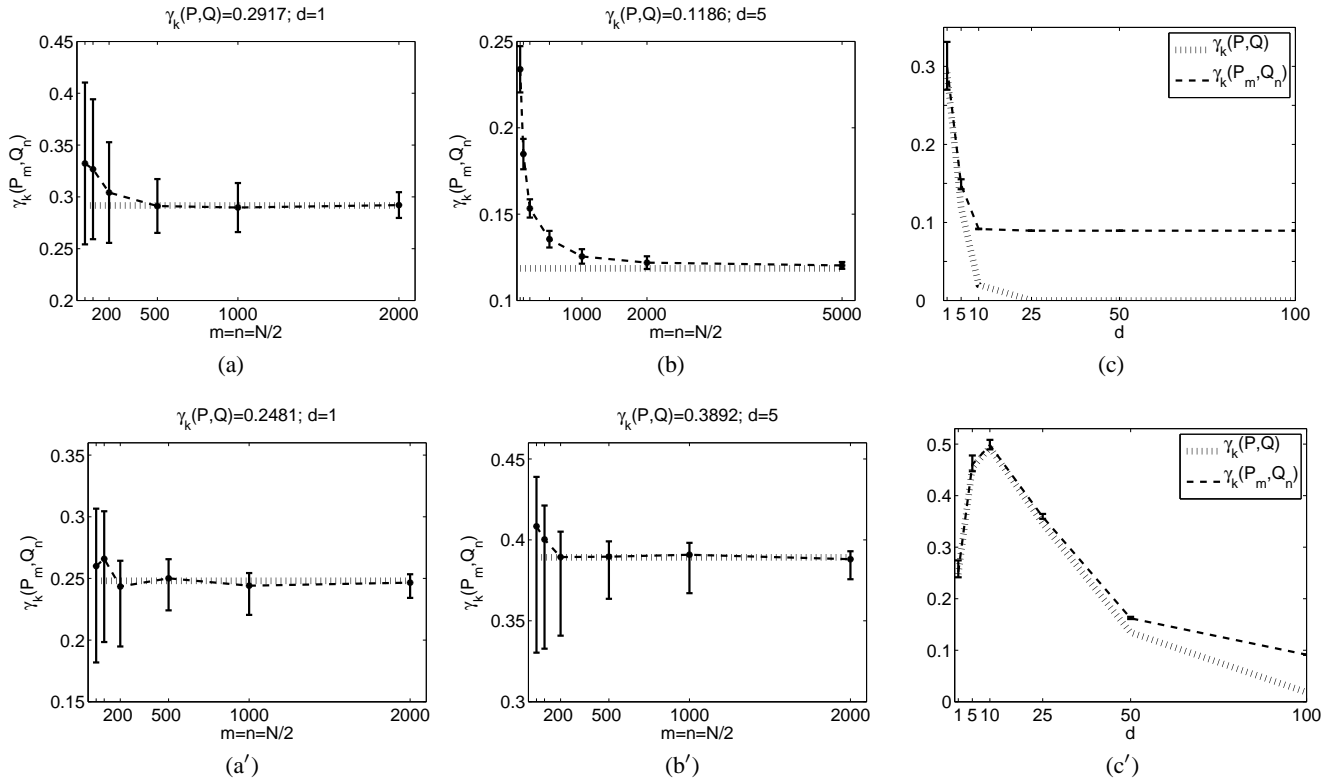 γₖ(P,Q)=0.2917; d=1
0.45
0.4
0.35
0.3
0.25
0.2
γₖ(Pₘ,Qₙ)
200 500 1000 2000
m=n=N/2
(a)
γₖ(P,Q)=0.1186; d=5
0.25
0.2
0.15
0.1
γₖ(Pₘ,Qₙ)
1000 2000 5000
m=n=N/2
(b)
γₖ(P,Q)
γₖ(Pₘ,Qₙ)
0.3
0.2
0.1
0
1 5 10 25 50 100
d
(c)
γₖ(P,Q)=0.2481; d=1
0.35
0.3
0.25
0.2
0.15
γₖ(Pₘ,Qₙ)
200 500 1000 2000
m=n=N/2
(a′)
γₖ(P,Q)=0.3892; d=5
0.45
0.4
0.35
0.3
γₖ(Pₘ,Qₙ)
200 500 1000 2000
m=n=N/2
(b′)
γₖ(P,Q)
γₖ(Pₘ,Qₙ)
0.5
0.4
0.3
0.2
0.1
0
1 5 10 25 50 100
d
(c′)